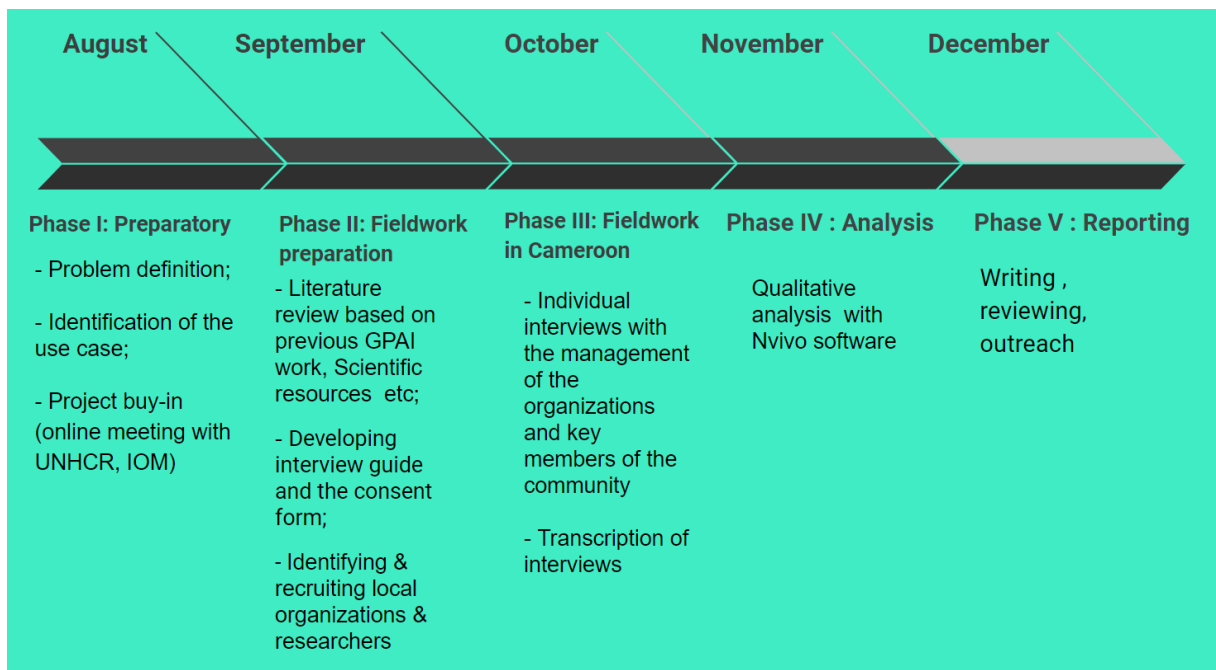 August
September
October
November
December
Phase I: Preparatory
- Problem definition;
- Identification of the
use case;
- Project buy-in
(online meeting with
UNHCR, IOM)
Phase II: Fieldwork
preparation
- Literature
review based on
previous GPAI
work, Scientific
resources  etc;
- Developing
interview guide
and the consent
form;
- Identifying &
recruiting local
organizations &
researchers
Phase III: Fieldwork
in Cameroon
- Individual
interviews with
the management
of the
organizations
and key
members of the
community
- Transcription of
interviews
Phase IV : Analysis
Qualitative
analysis  with
Nvivo software
Phase V : Reporting
Writing ,
reviewing,
outreach